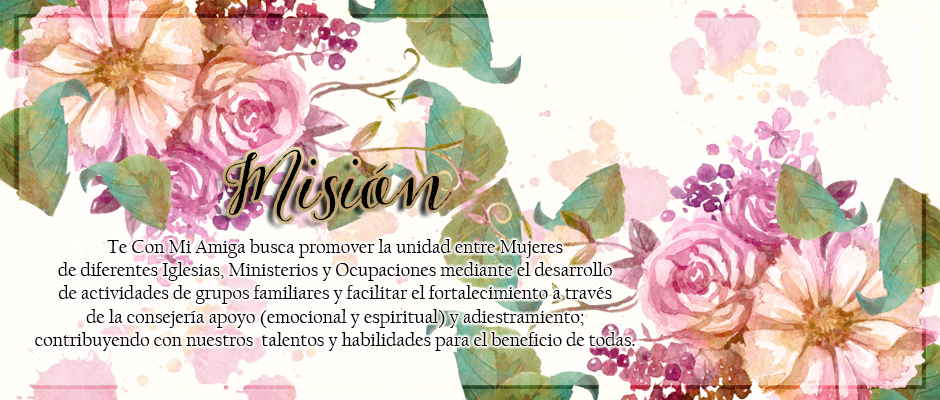 Misión
Te Con Mi Amiga busca promover la unidad entre Mujeres
de diferentes Iglesias, Ministerios y Ocupaciones mediante el desarrollo
de actividades de grupos familiares y facilitar el fortalecimiento a través
de la consejería apoyo (emocional y espiritual) y adiestramiento;
contribuyendo con nuestros talentos y habilidades para el beneficio de todas.